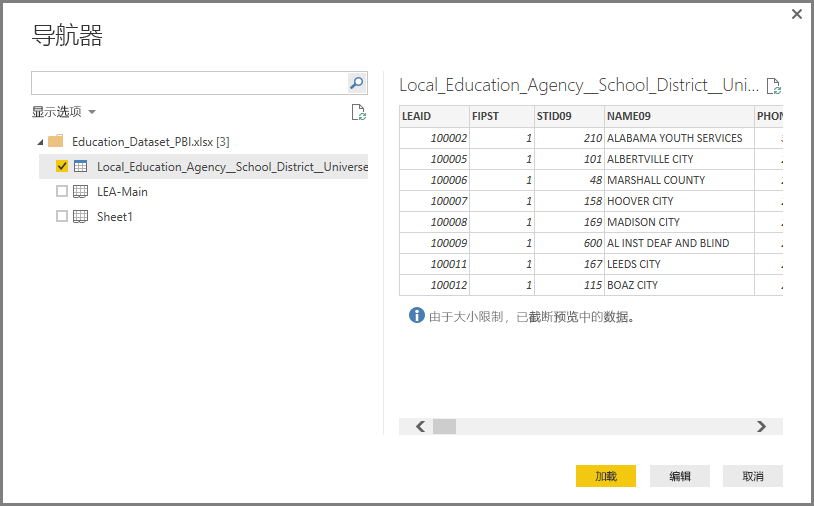 导航器
显示选项
Education_Dataset_PBI.xlsx [3]
Local_Education_Agency__School_District__Universe
LEA-Main
Sheet1
Local_Education_Agency__School_District__Uni...
LEAID FIPST STID09 NAME09 PHON
100002 1 210 ALABAMA YOUTH SERVICES
100005 1 101 ALBERTVILLE CITY
100006 1 48 MARSHALL COUNTY
100007 1 158 HOOVER CITY
100008 1 169 MADISON CITY
100009 1 600 AL INST DEAF AND BLIND
100011 1 167 LEEDS CITY
100012 1 115 BOAZ CITY
由于大小限制，已截断预览中的数据。
加载 编辑 取消